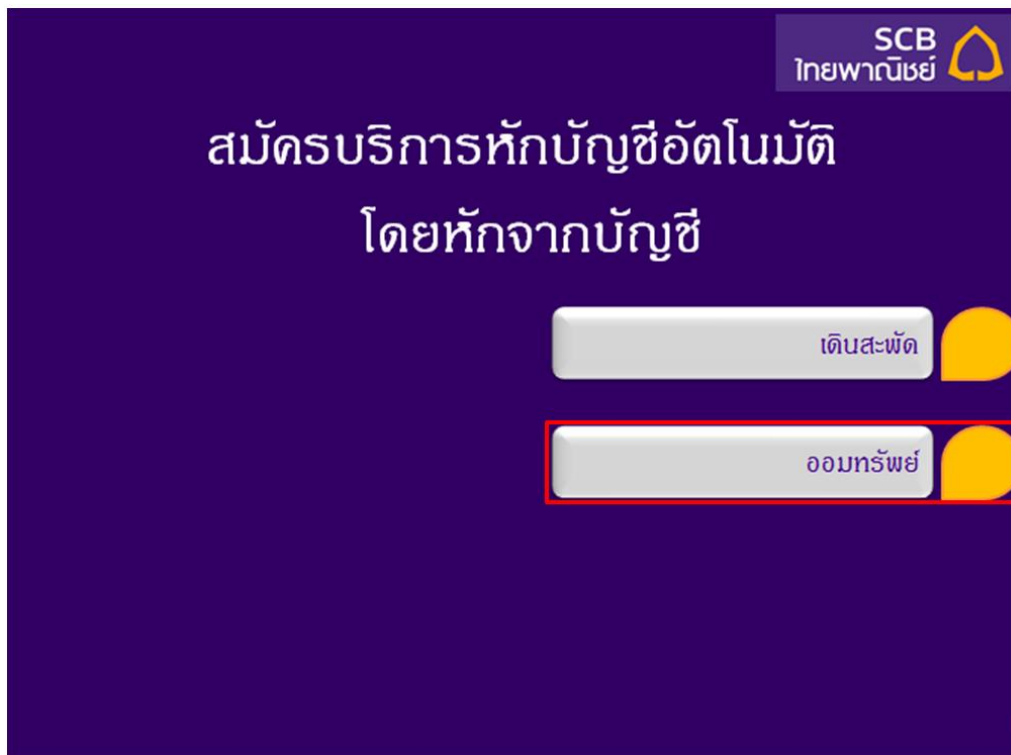 SCB
ไทยพาณิชย์
สมัครบริการหักบัญชีอัตโนมัติ
โดยหักจากบัญชี
เดินสะพัด
ออมทรัพย์